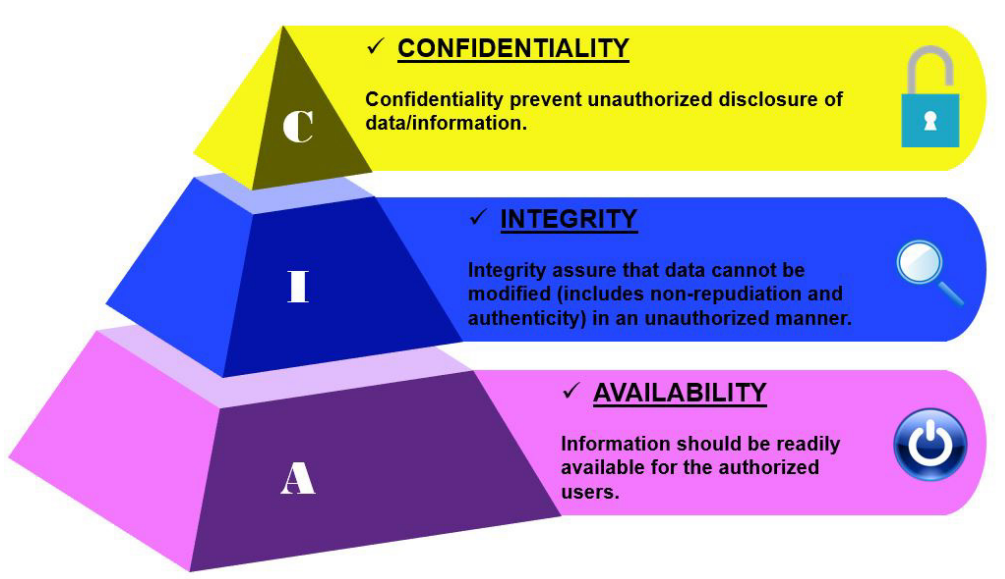 ✓ CONFIDENTIALITY
Confidentiality prevent unauthorized disclosure of
data/information.
C
✓ INTEGRITY
Integrity assure that data cannot be
modified (includes non-repudiation and
authenticity) in an unauthorized manner.
I
✓ AVAILABILITY
Information should be readily
available for the authorized
users.
A